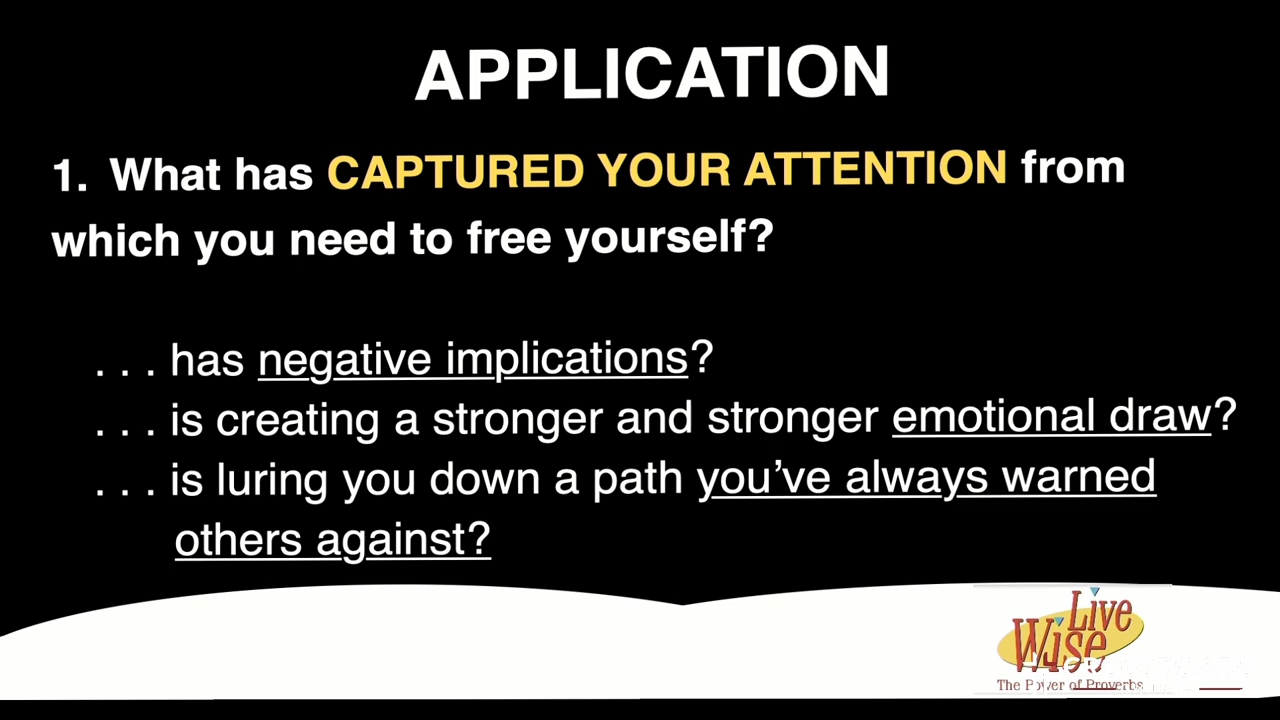 APPLICATION
1. What has CAPTURED YOUR ATTENTION from
which you need to free yourself?
. . . has negative implications?
. . . is creating a stronger and stronger emotional draw?
. . . is luring you down a path you’ve always warned
others against?
Live
Wise
The Power of Proverbs